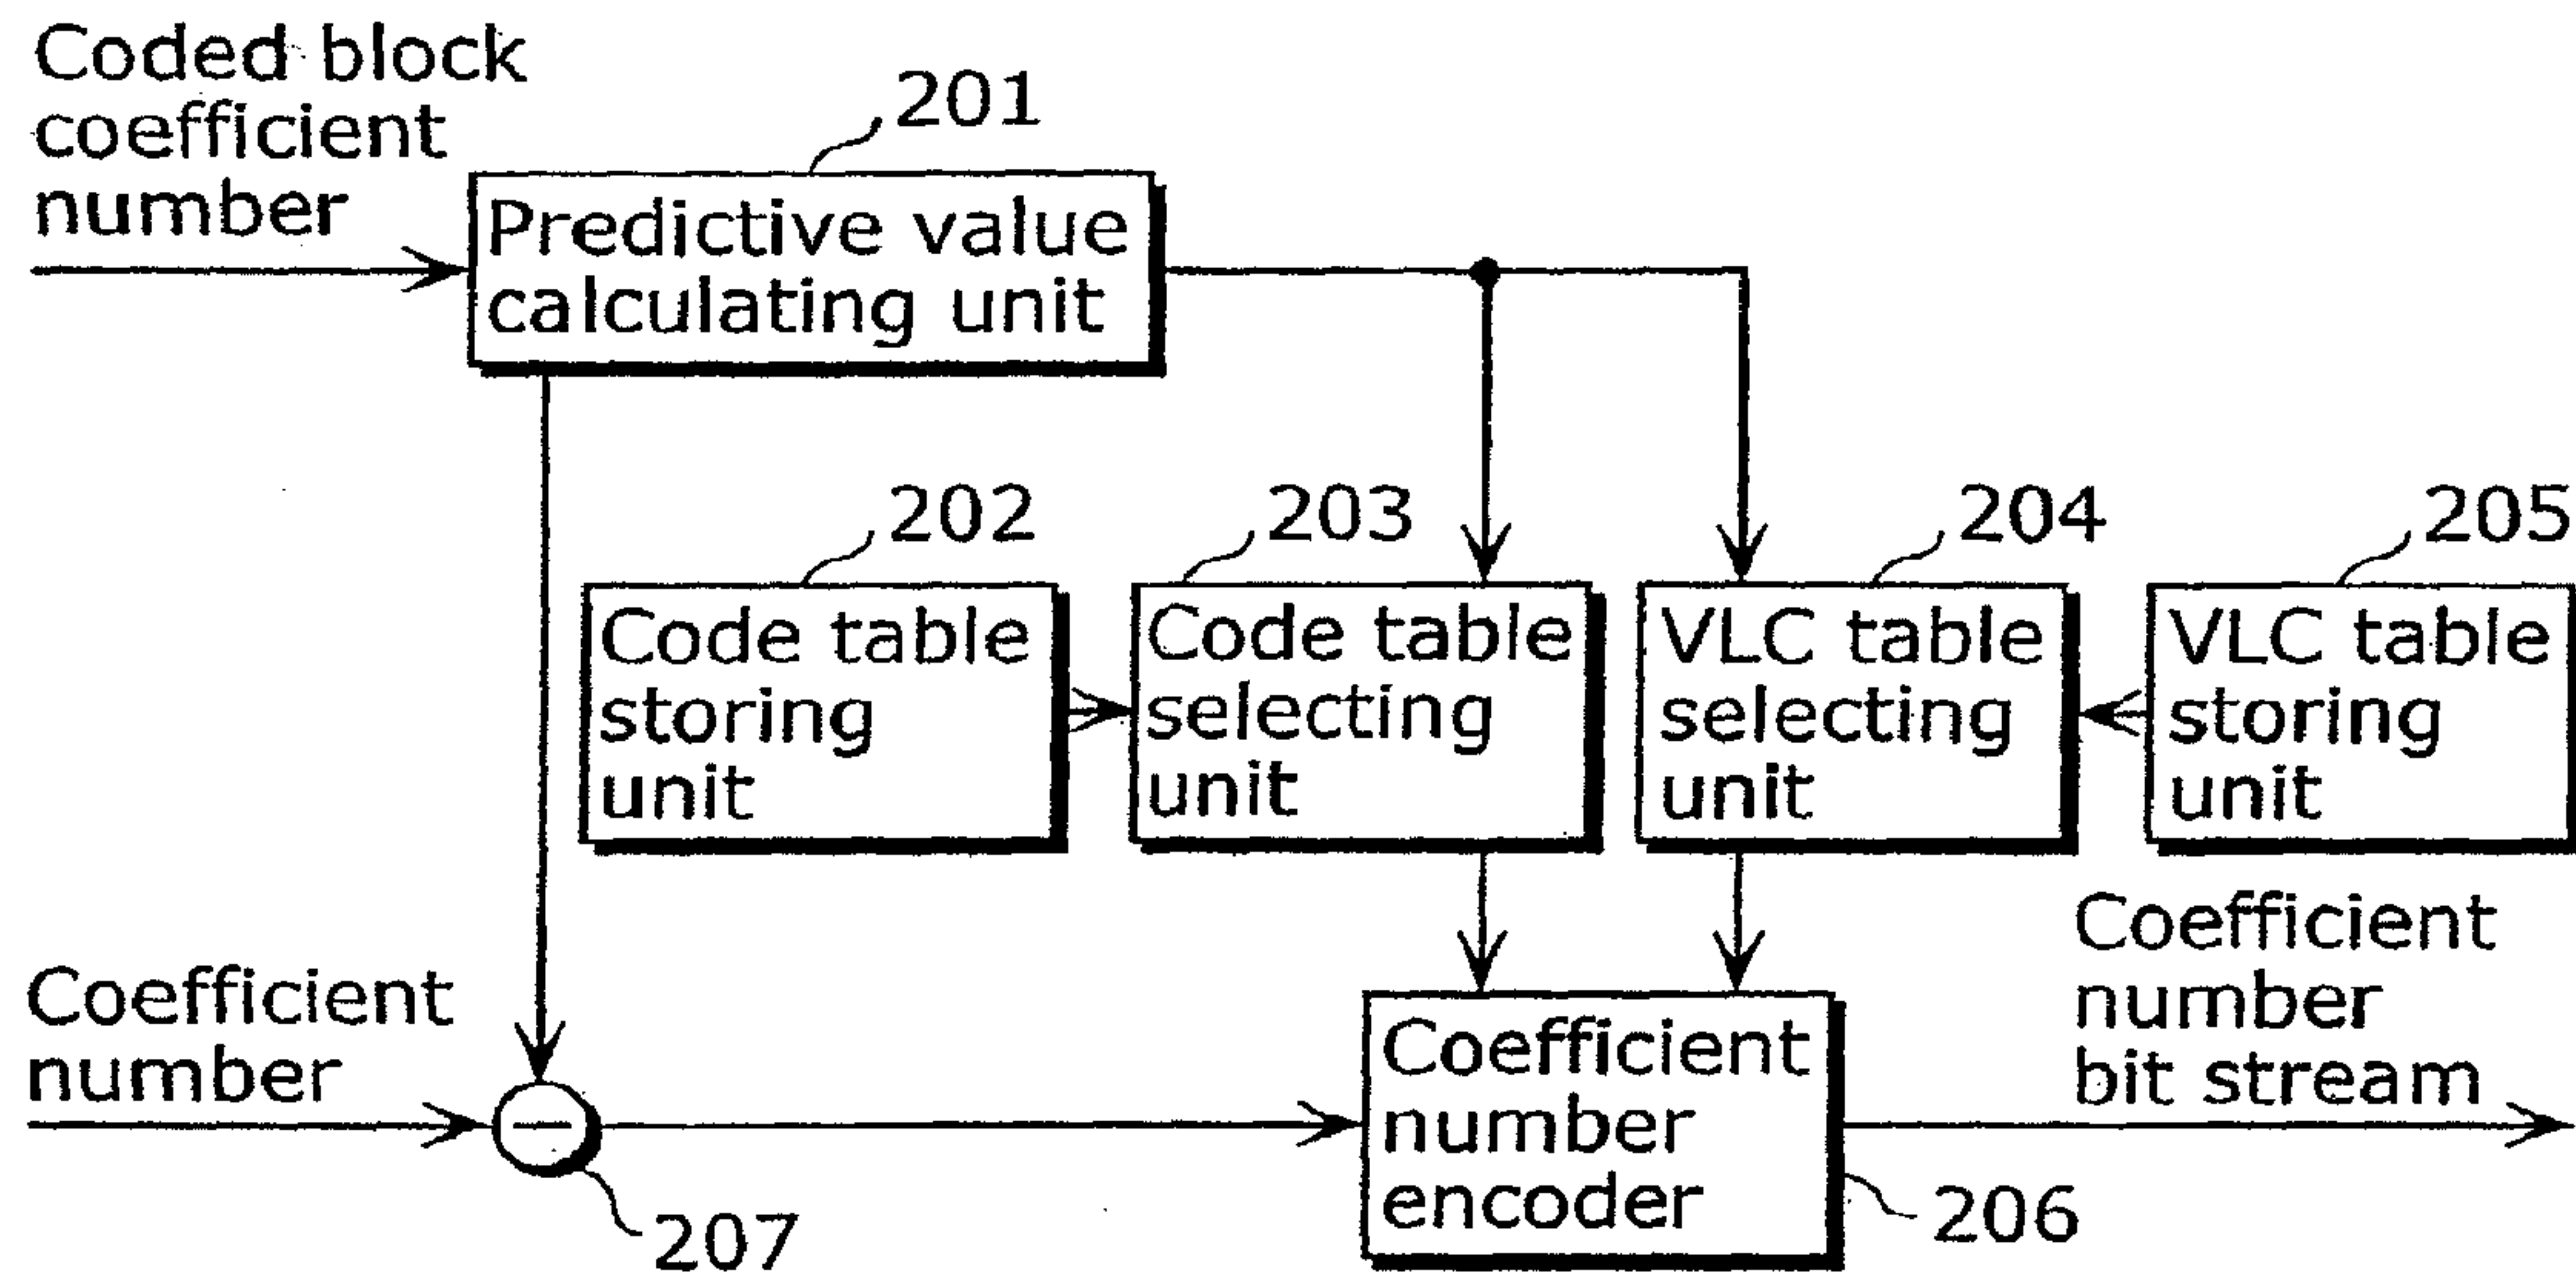 Coded block
coefficient
number
201
Predictive value
calculating unit
202
203
204
205
Code table
storing
unit
Code table
selecting
unit
VLC table
selecting
unit
VLC table
storing
unit
Coefficient
number
Coefficient
number
encoder
Coefficient
number
bit stream
207
206